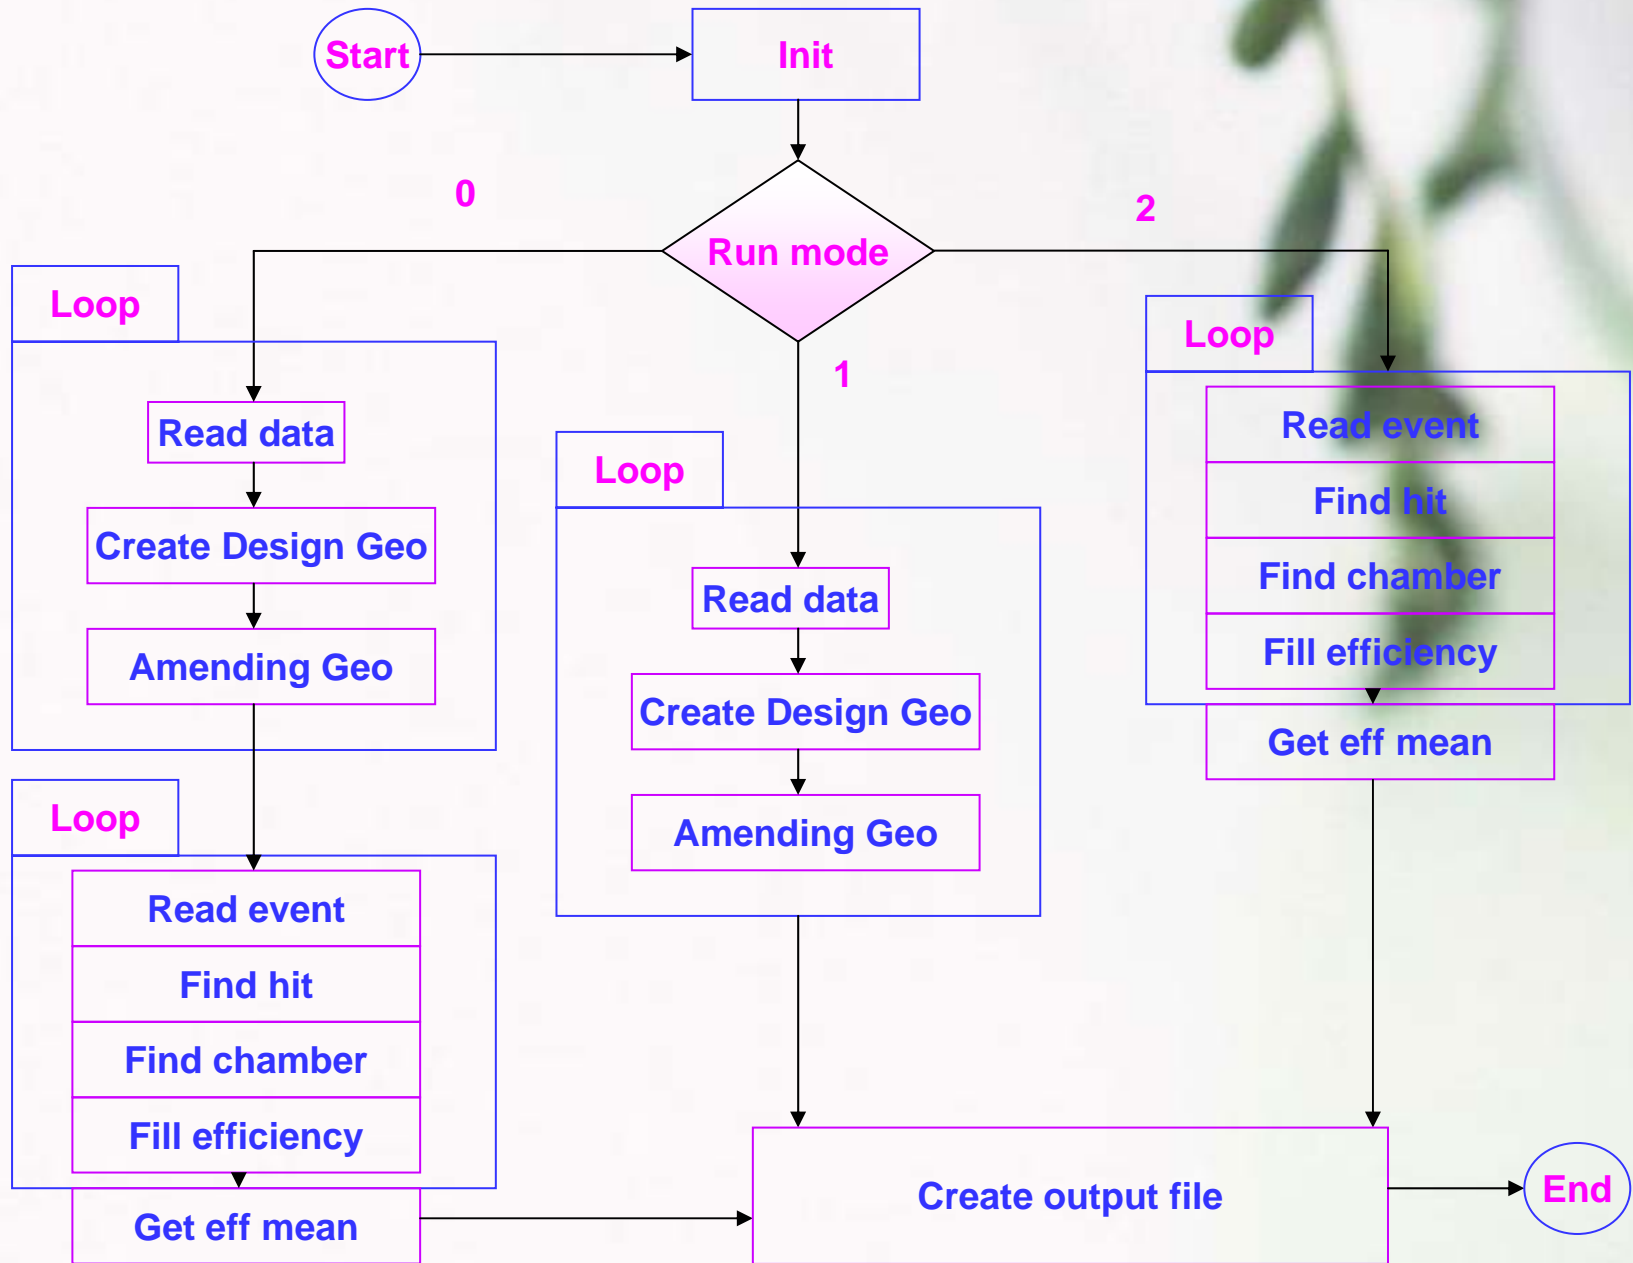 Start
Init
0
2
Run mode
Loop
1
Read data
Create Design Geo
Amending Geo
Loop
Read event
Find hit
Find chamber
Fill efficiency
Get eff mean
Loop
Read data
Create Design Geo
Amending Geo
Loop
Read event
Find hit
Find chamber
Fill efficiency
Get eff mean
Create output file
End